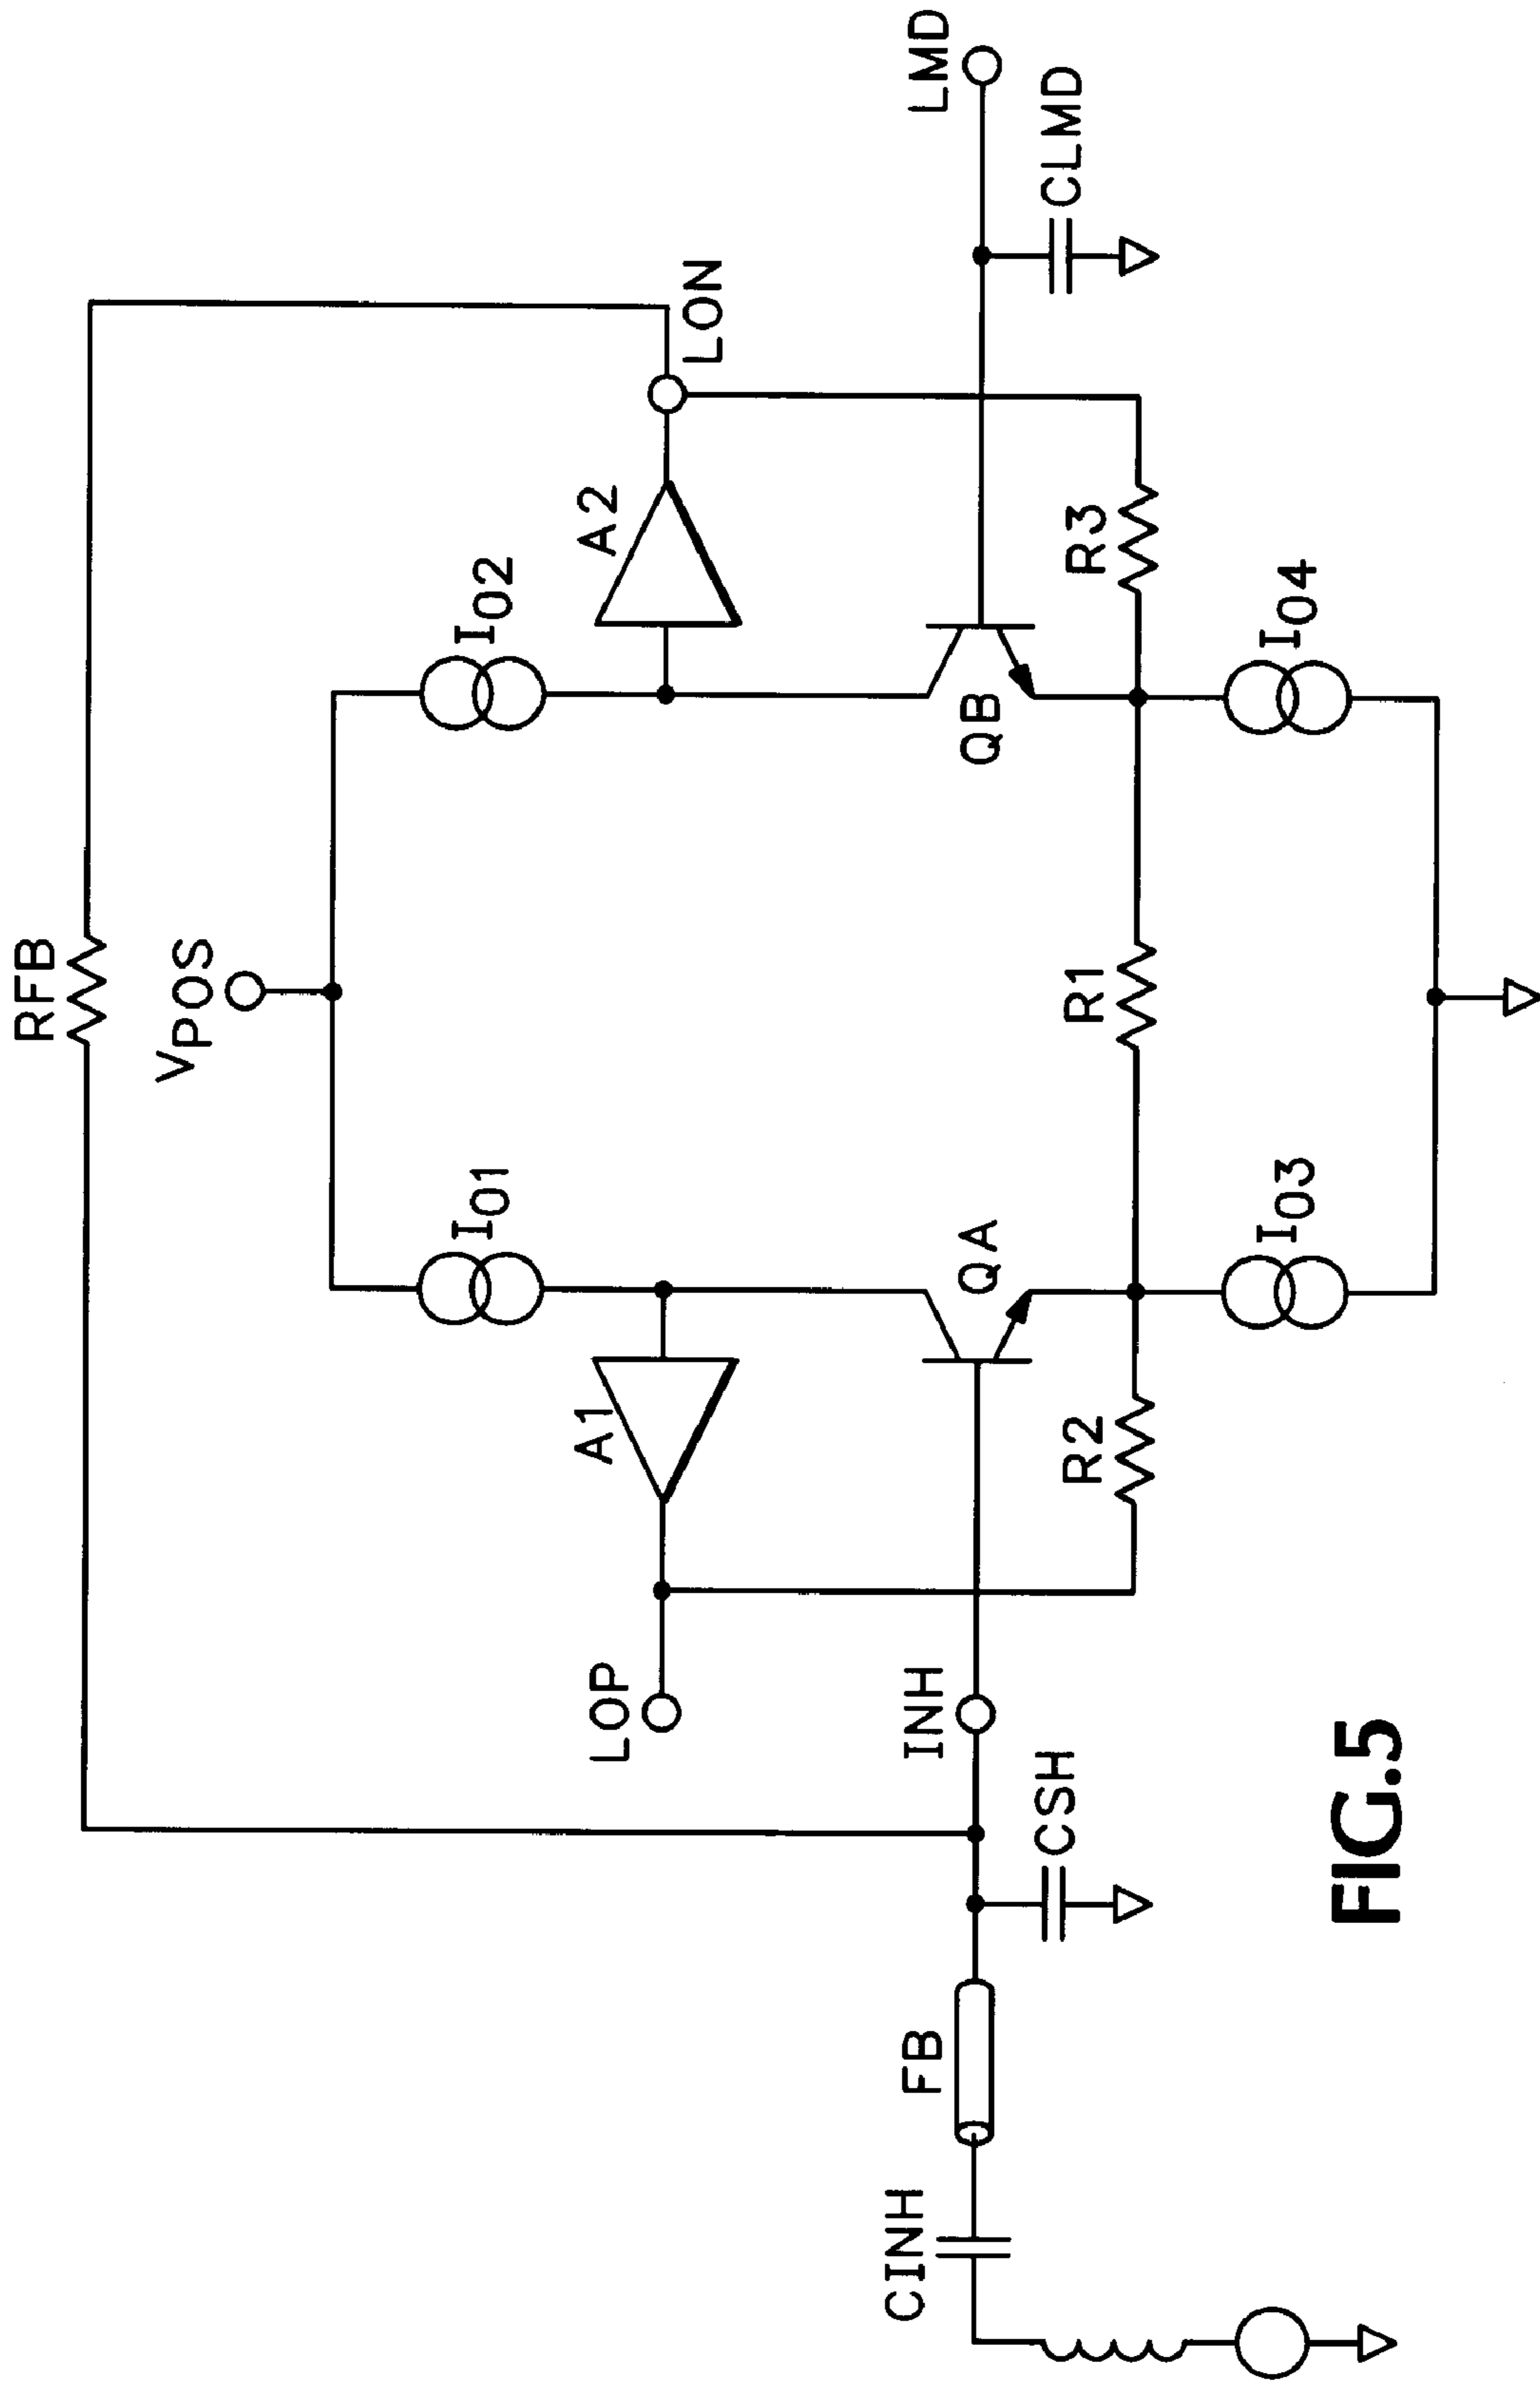 RFB
VPOS
I01
I02
A1
A2
LOP
LON
INH
LMD
QA
QB
CINH
FB
CSH
CLMD
R2
R1
R3
I03
I04
FIG.5